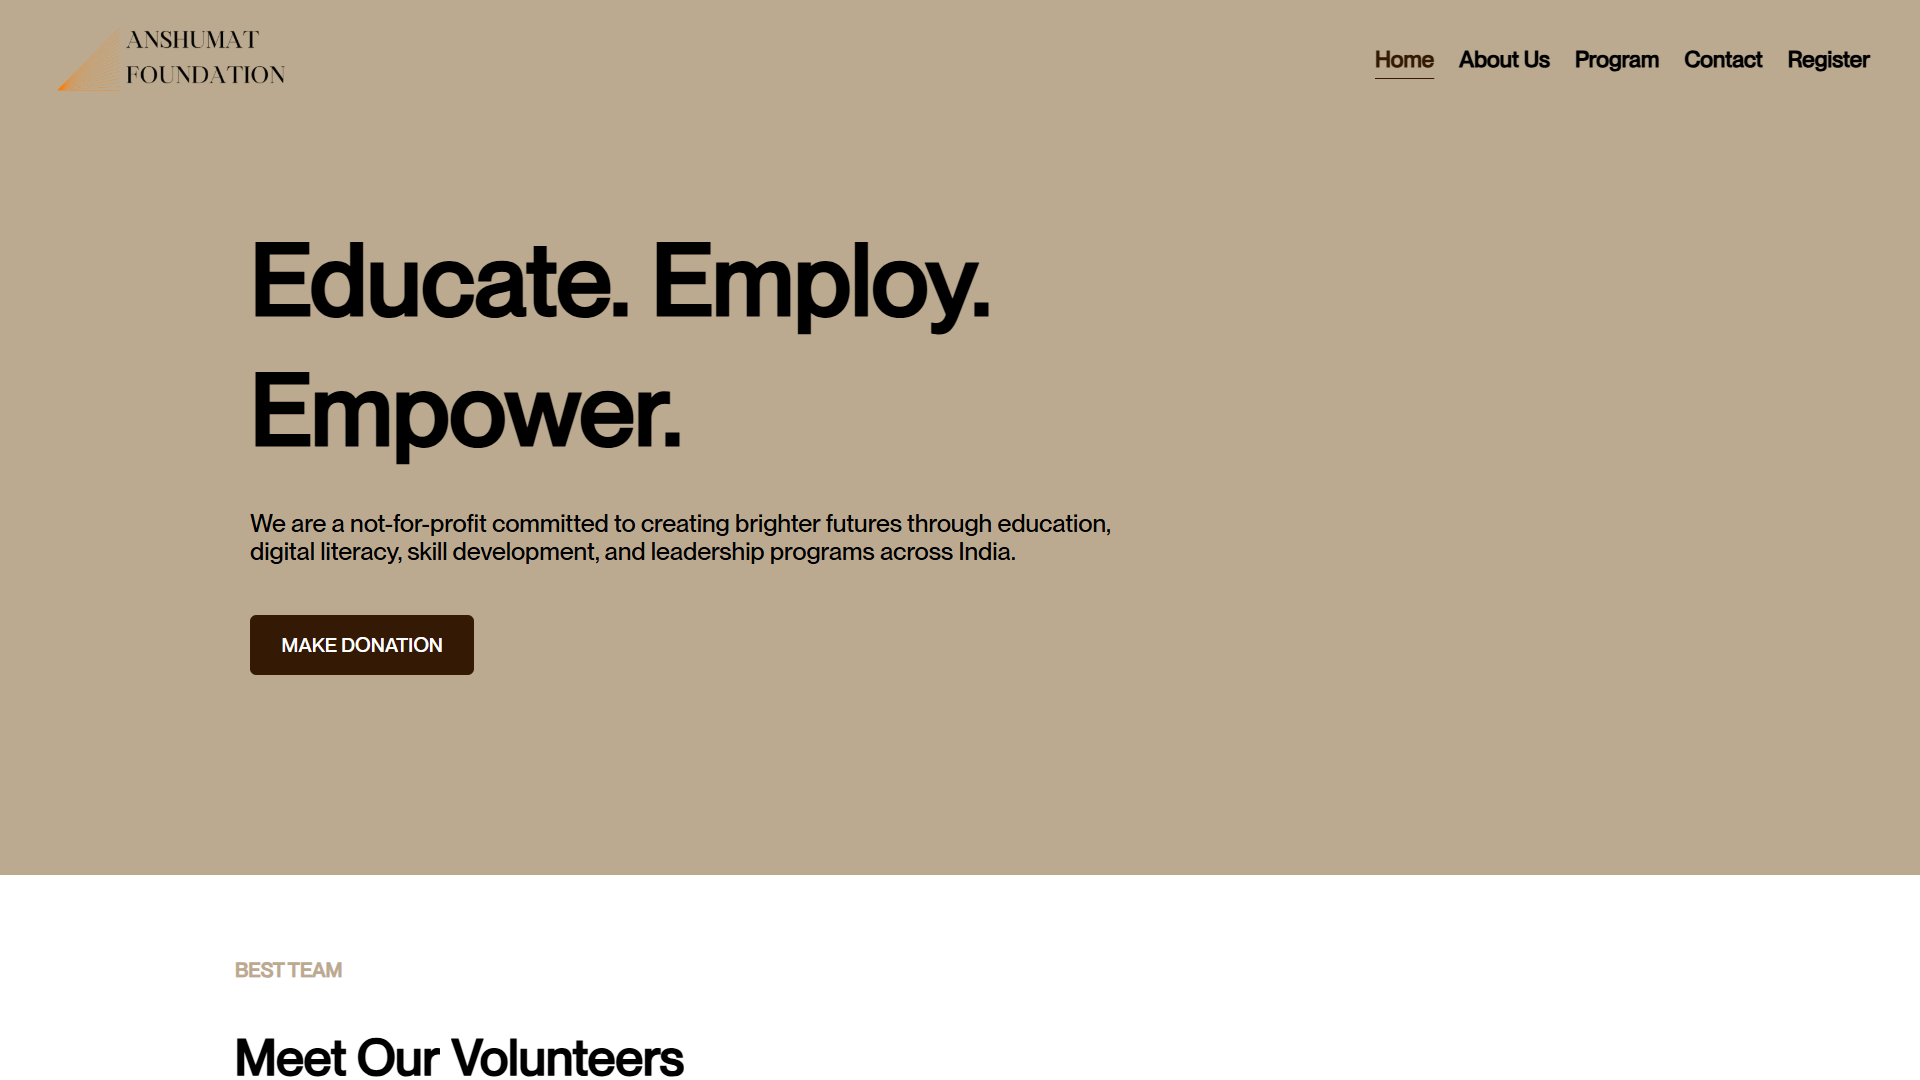 ANSHUMAT
FOUNDATION
Home About Us Program Contact Register
Educate. Employ.
Empower.
We are a not-for-profit committed to creating brighter futures through education,
digital literacy, skill development, and leadership programs across India.
MAKE DONATION
BEST TEAM
Meet Our Volunteers